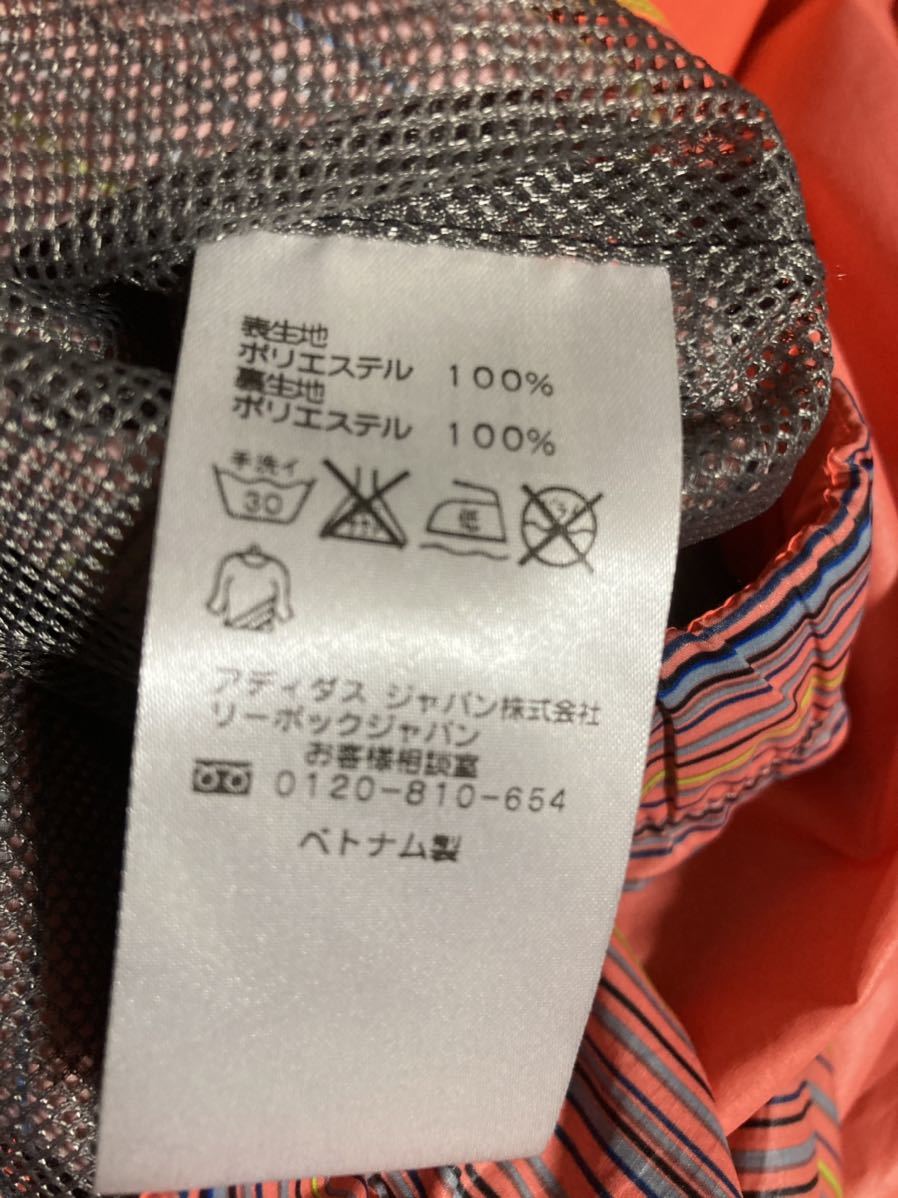 表生地
ポリエステル 100%
裏生地
ポリエステル 100%
手洗イ
30
低
アディダス ジャパン株式会社
リーボックジャパン
お客様相談室
0120-810-654
ベトナム製